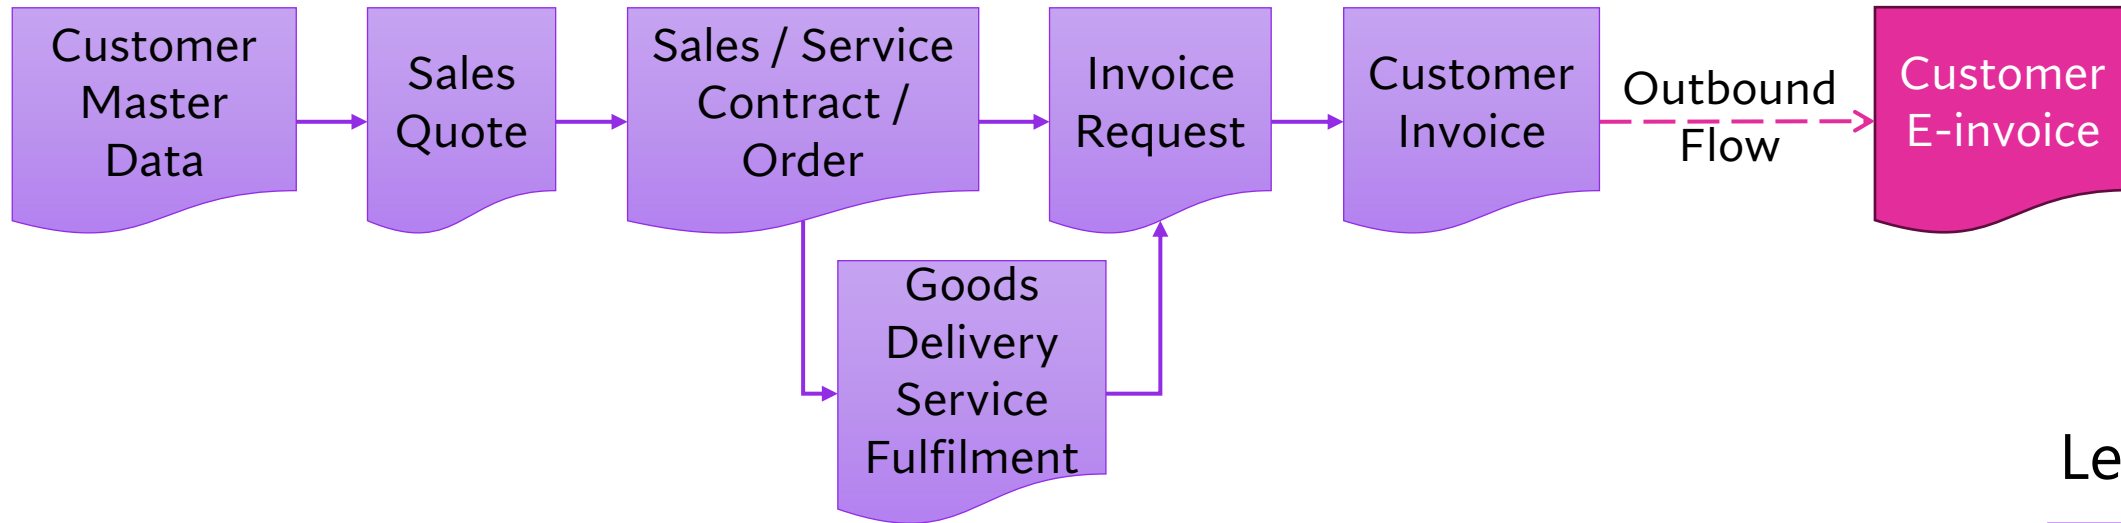 Customer
Master
Data
Sales
Quote
Sales / Service
Contract /
Order
Invoice
Request
Customer
Invoice
Outbound
Flow
Customer
E-invoice
Goods
Delivery
Service
Fulfilment